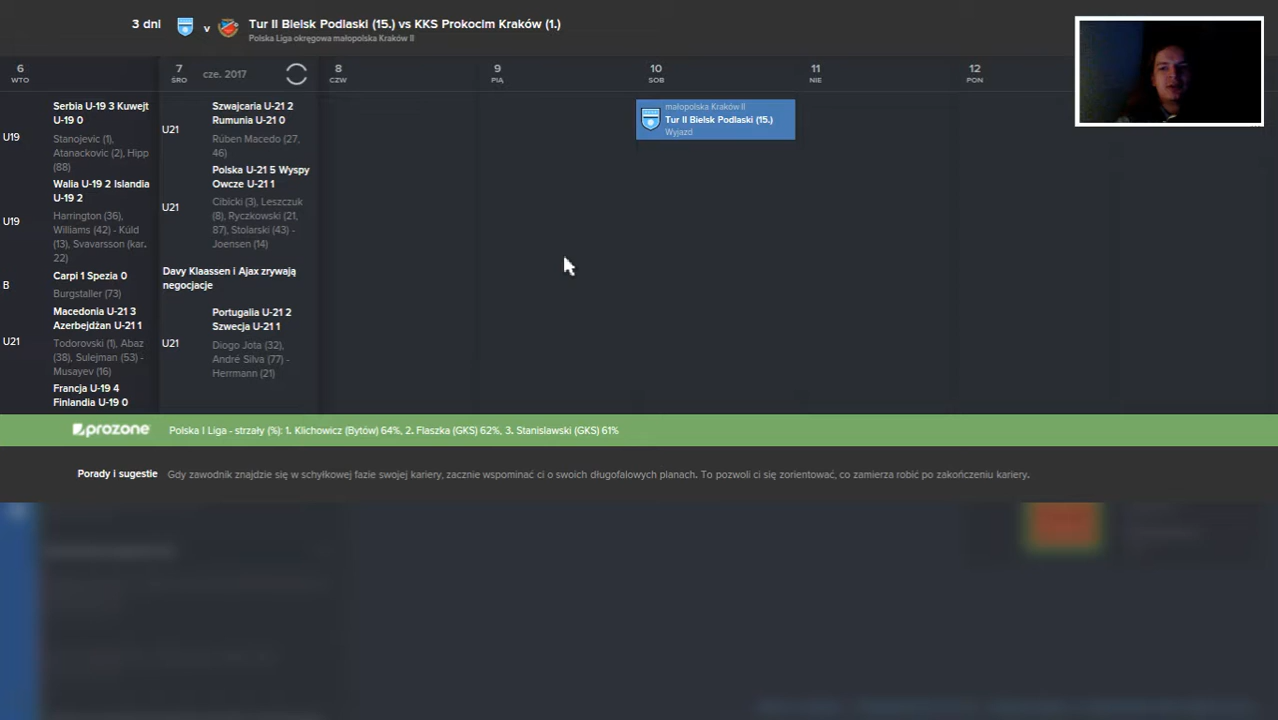 3 dni
v
Tur II Bielsk Podlaski (15.) vs KKS Prokocim Kraków (1.)
Polska Liga okręgowa małopolska Kraków II
6
WTO
7
ŚRO
cze. 2017
8
CZW
9
PIĄ
10
SOB
11
NIE
12
PON
U19
Serbia U-19 3 Kuwejt
U-19 0
Stanojevic (1),
Atanackovic (2), Hipp
(88)
U19
Walia U-19 2 Islandia
U-19 2
Harrington (36),
Williams (42) - Kúld
(13), Svavarsson (kar.
22)
B
Carpi 1 Spezia 0
Burgstaller (73)
U21
Macedonia U-21 3
Azerbejdżan U-21 1
Todorovski (1), Abaz
(38), Sulejman (53) -
Musayev (16)
Francja U-19 4
Finlandia U-19 0
U21
Szwajcaria U-21 2
Rumunia U-21 0
Rúben Macedo (27,
46)
U21
Polska U-21 5 Wyspy
Owcze U-21 1
Cibicki (3), Leszczuk
(8), Ryczkowski (21,
87), Stolarski (43) -
Joensen (14)
Davy Klaassen i Ajax zrywają
negocjacje
U21
Portugalia U-21 2
Szwecja U-21 1
Diogo Jota (32),
André Silva (77) -
Herrmann (21)
małopolska Kraków II
Tur II Bielsk Podlaski (15.)
Wyjazd
prozone
Polska I Liga - strzały (%): 1. Klichowicz (Bytów) 64%, 2. Flaszka (GKS) 62%, 3. Stanislawski (GKS) 61%
Porady i sugestie
Gdy zawodnik znajdzie się w schyłkowej fazie swojej kariery, zacznie wspominać ci o swoich długofalowych planach. To pozwoli ci się zorientować, co zamierza robić po zakończeniu kariery.